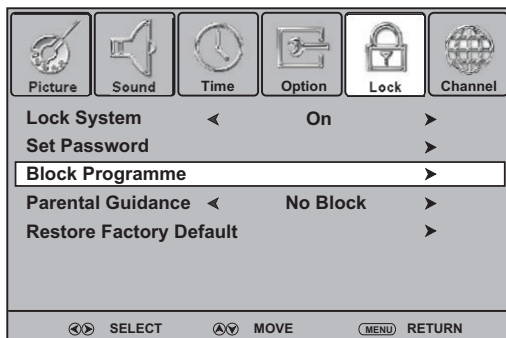 Picture Sound Time Option Lock Channel
Lock System On
Set Password
Block Programme
Parental Guidance No Block
Restore Factory Default
SELECT MOVE MENU RETURN